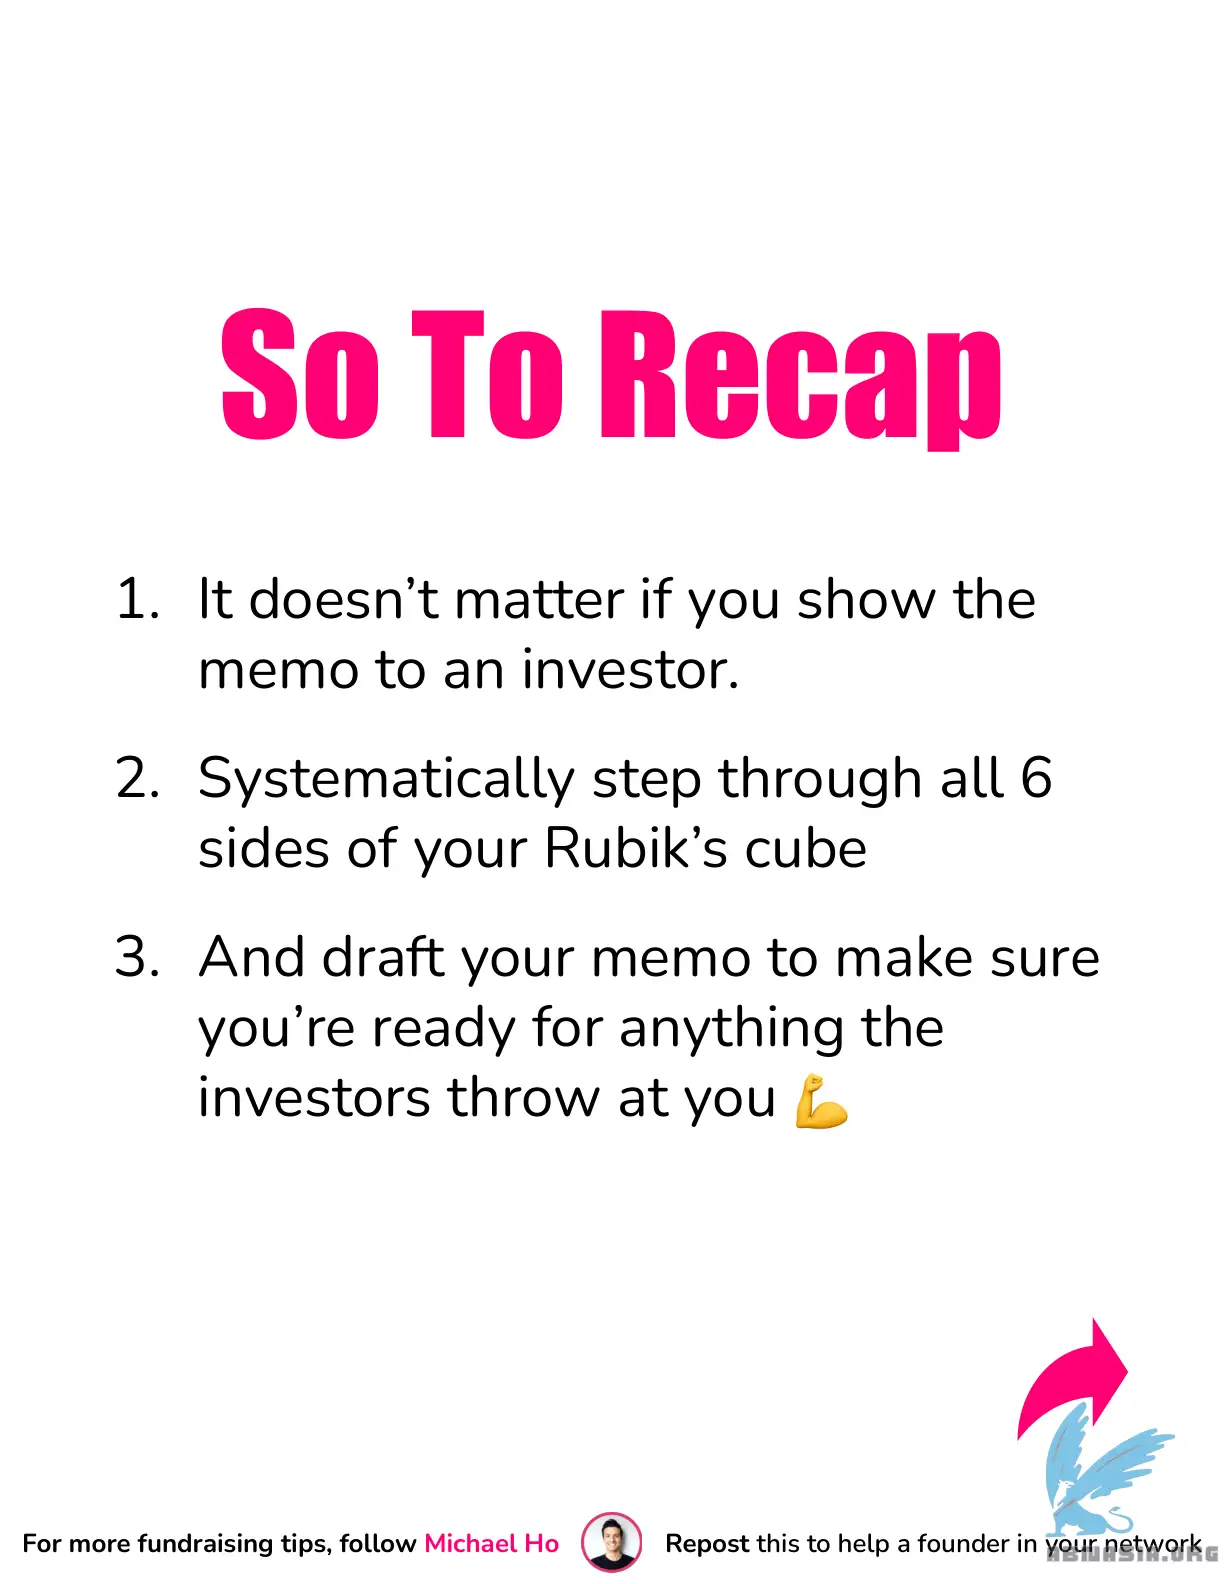 So To Recap
1. It doesn’t matter if you show the
memo to an investor.
2. Systematically step through all 6
sides of your Rubik’s cube
3. And draft your memo to make sure
you’re ready for anything the
investors throw at you 💪
For more fundraising tips, follow Michael Ho
Repost this to help a founder in your network
ABMASIA.ORG